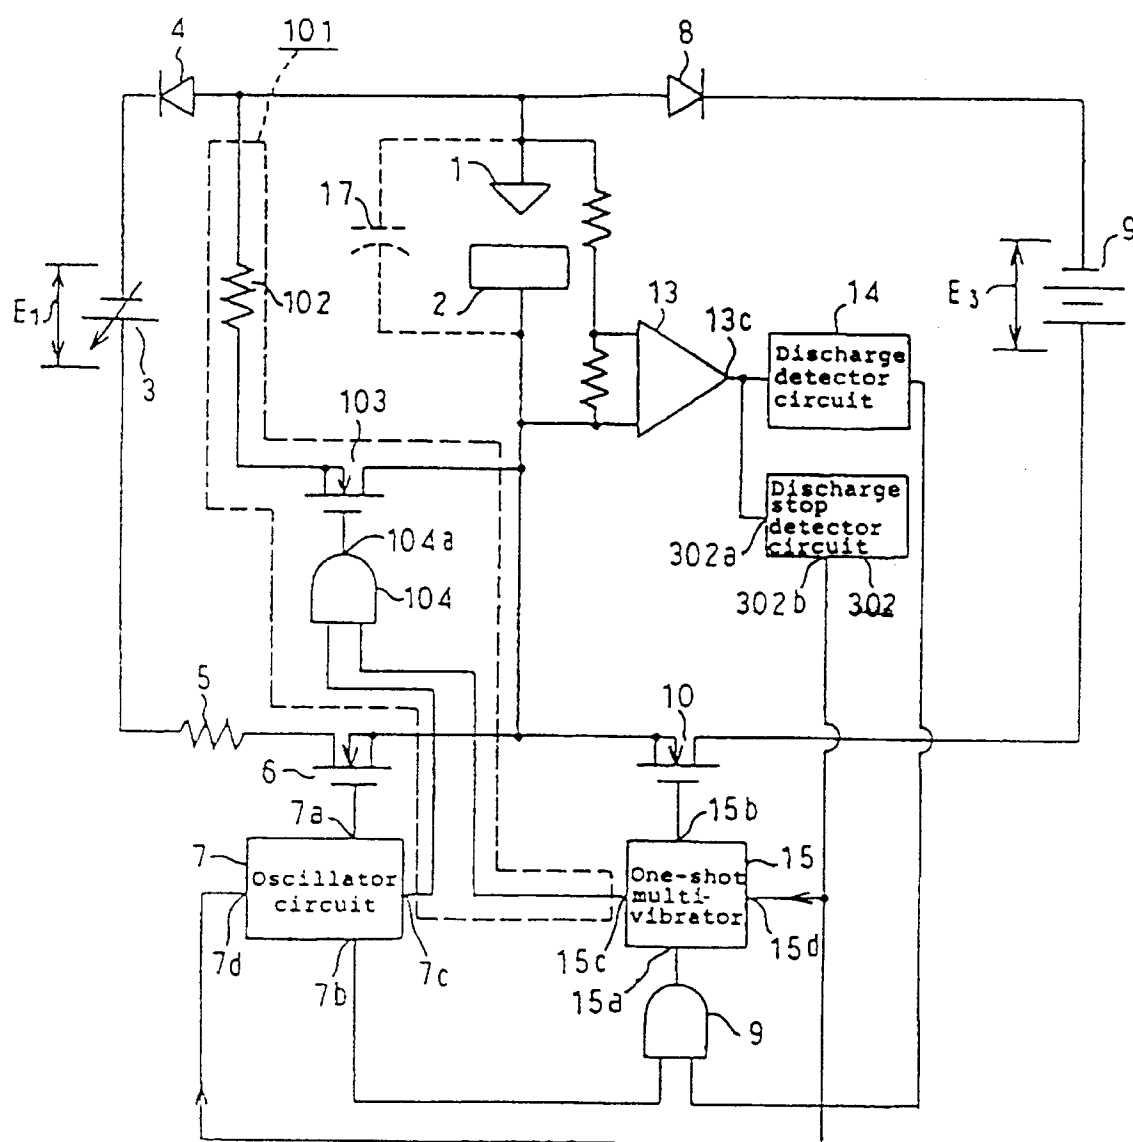 101
4
8
1
17
9
E1
3
102
2
13
13c
14
E3
Discharge
detector
circuit
103
Discharge
stop
detector
circuit
302a
302b
302
104a
104
5
10
6
7a
15b
7
Oscillator
circuit
15
One-shot
multi-
vibrator
7d
7b
7c
15c
15a
15d
9